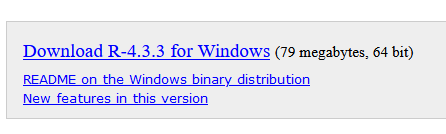 Download R-4.3.3 for Windows (79 megabytes, 64 bit)
README on the Windows binary distribution
New features in this version